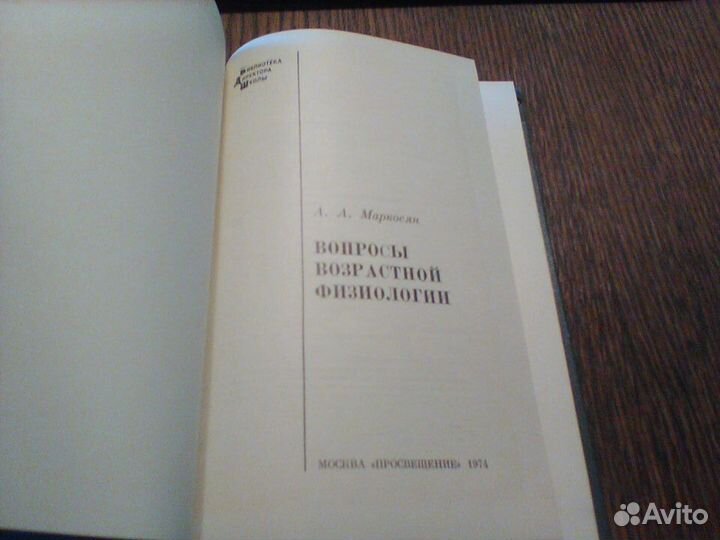 Библиотека
Директора
Школы
А. А. Маркосян
ВОПРОСЫ
ВОЗРАСТНОЙ
ФИЗИОЛОГИИ
МОСКВА «ПРОСВЕЩЕНИЕ» 1974
Avito